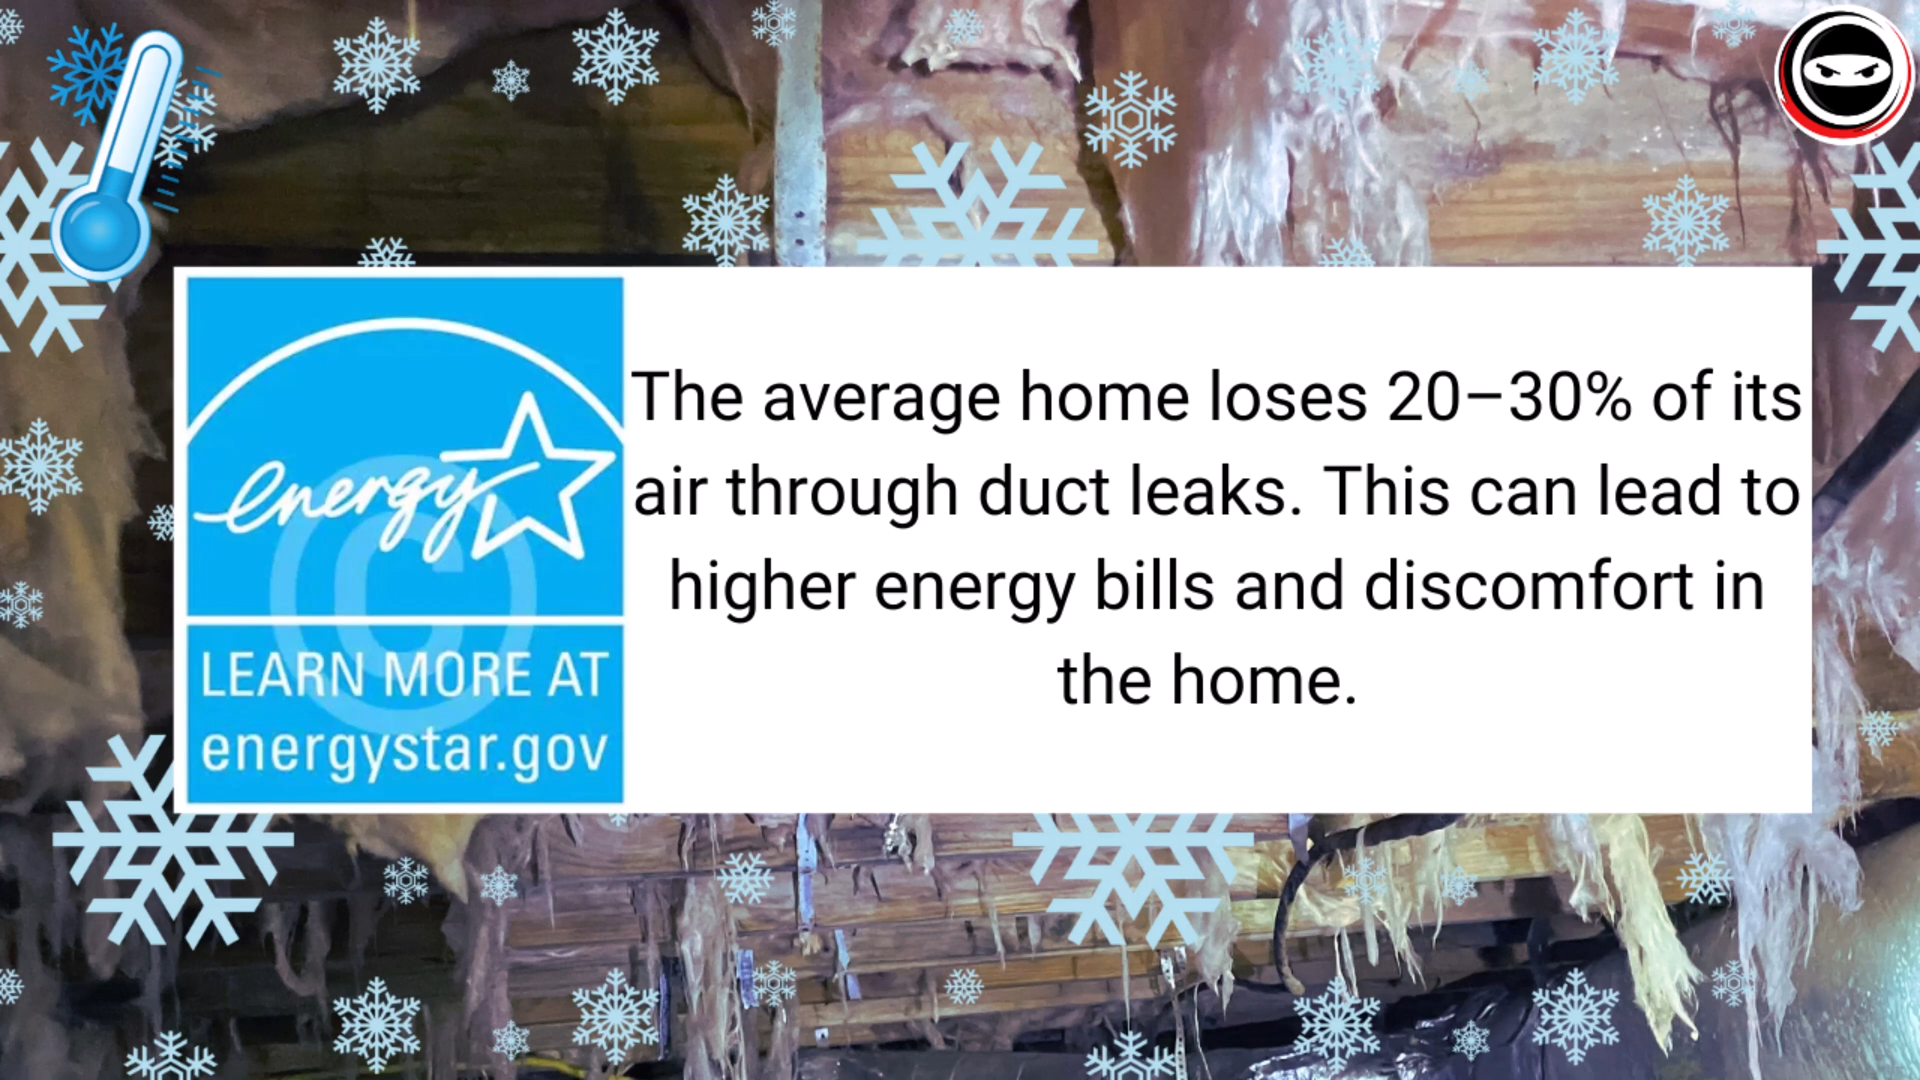 The average home loses 20–30% of its
air through duct leaks. This can lead to
higher energy bills and discomfort in
the home.
energy
LEARN MORE AT
energystar.gov
©